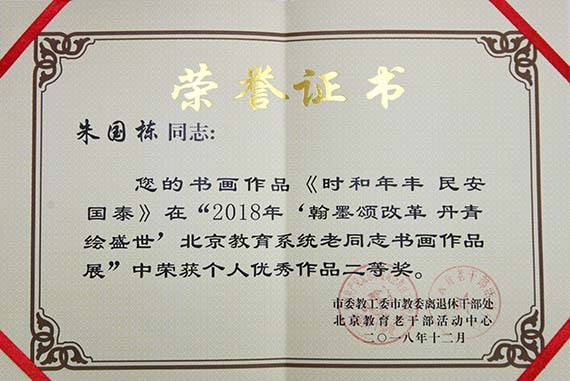 荣誉证书
朱国栋 同志：
您的书画作品《时和年丰 民安
国泰》在“2018年‘翰墨颂改革 丹青
绘盛世’北京教育系统老同志书画作品
展”中荣获个人优秀作品二等奖。
市委教工委市教委离退休干部处
北京教育老干部活动中心
二〇一八年十二月